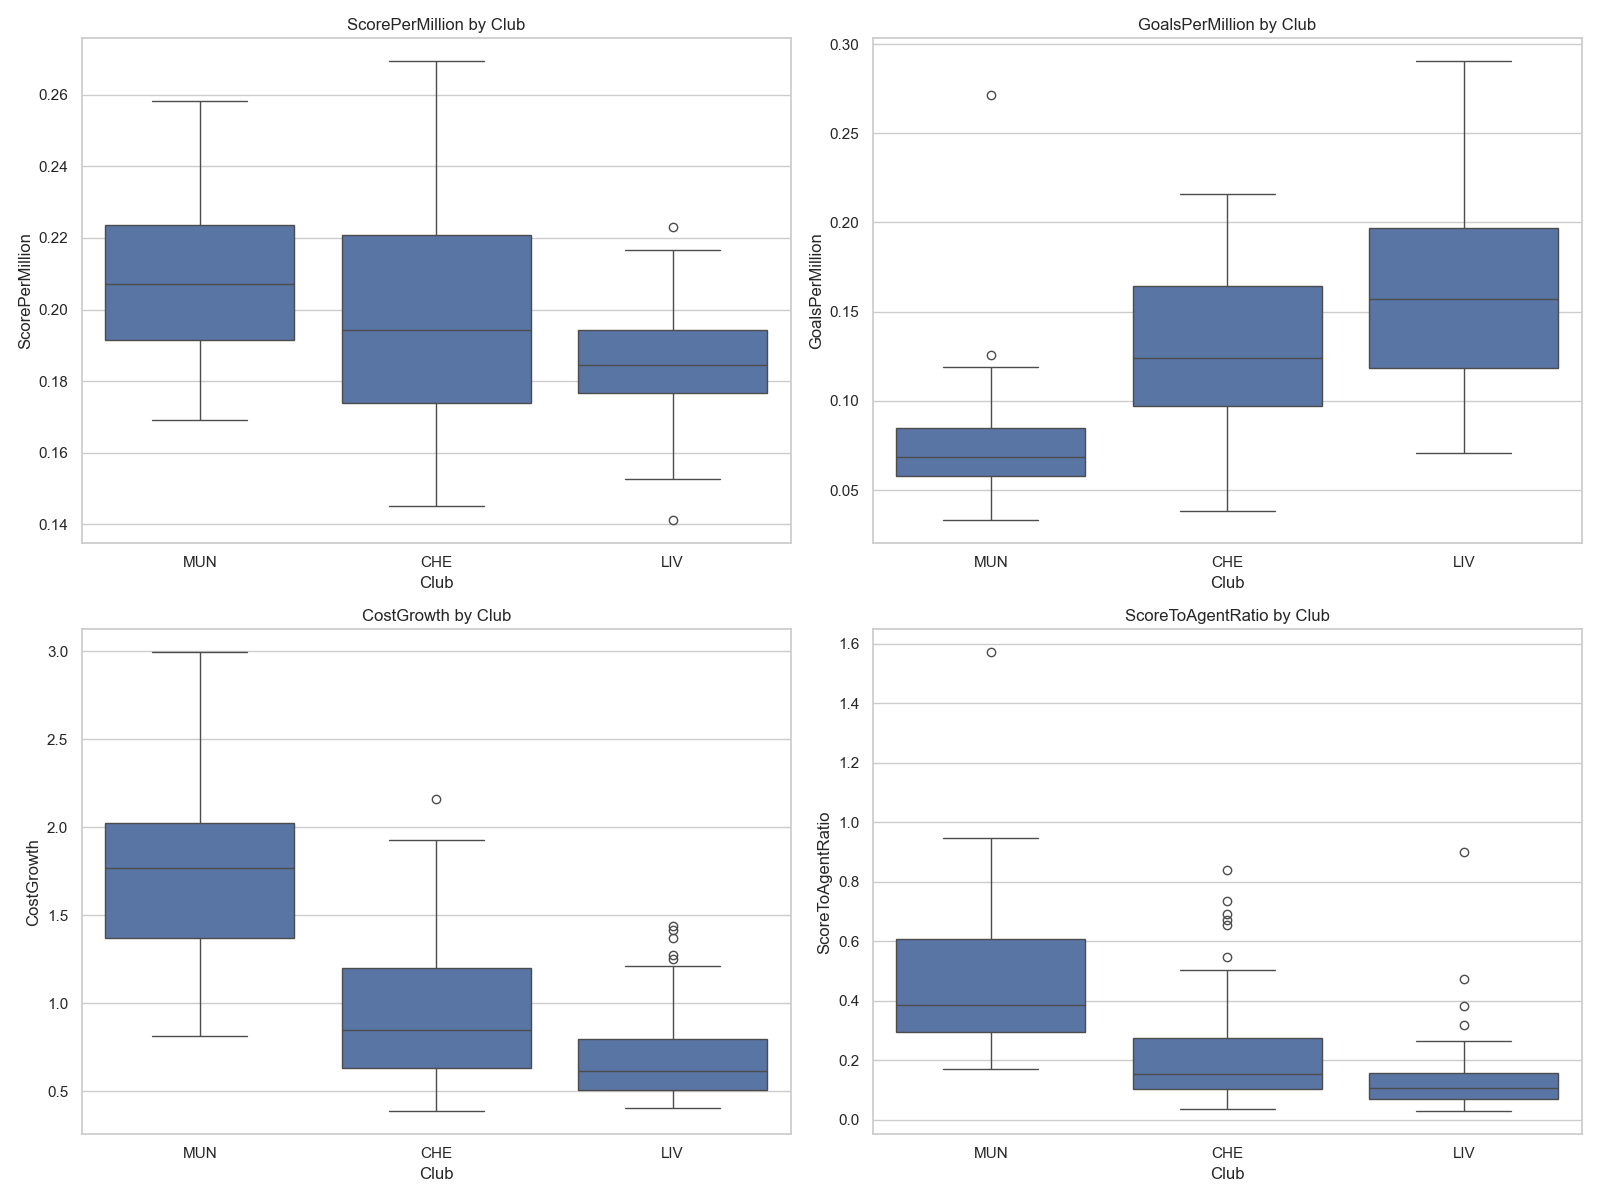 ScorePerMillion by Club
ScorePerMillion
0.26
0.24
0.22
0.20
0.18
0.16
0.14
MUN CHE LIV
Club
GoalsPerMillion by Club
GoalsPerMillion
0.30
0.25
0.20
0.15
0.10
0.05
MUN CHE LIV
Club
CostGrowth by Club
CostGrowth
3.0
2.5
2.0
1.5
1.0
0.5
MUN CHE LIV
Club
ScoreToAgentRatio by Club
ScoreToAgentRatio
1.6
1.4
1.2
1.0
0.8
0.6
0.4
0.2
0.0
MUN CHE LIV
Club